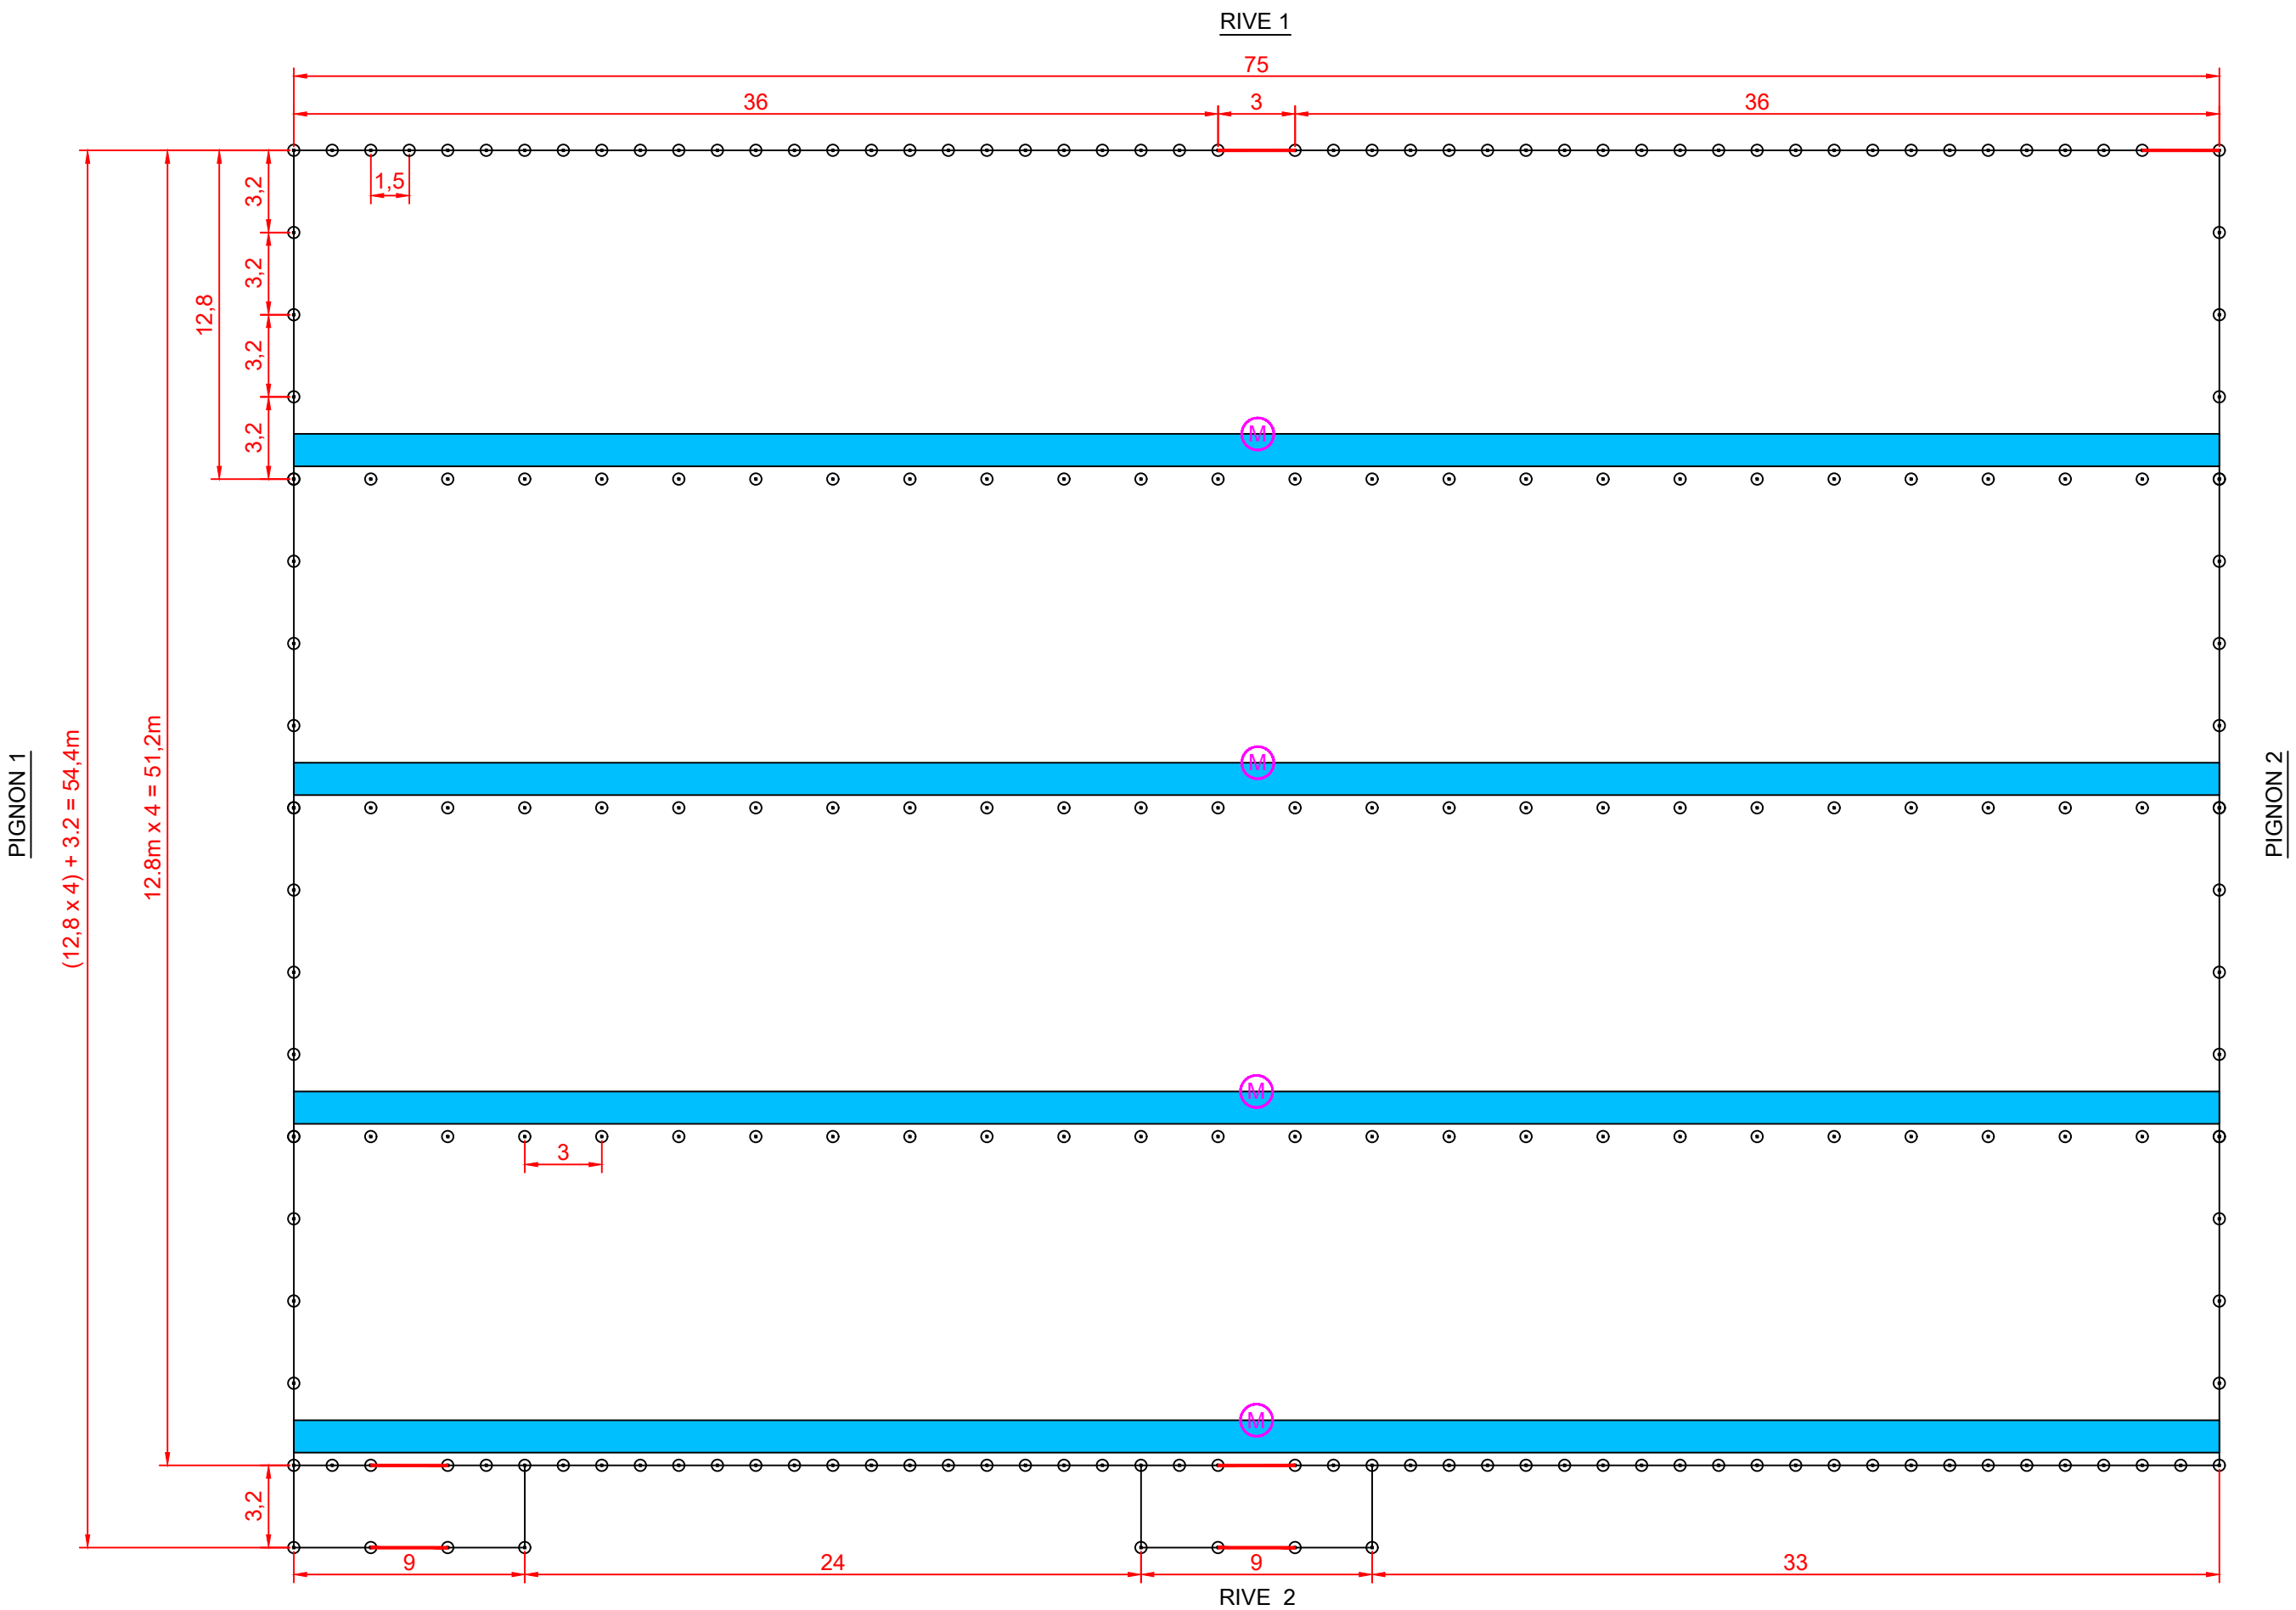 RIVE 1
75
36
3
36
1,5
3,2
3,2
3,2
3,2
12,8
M
M
M
M
PIGNON 1
(12,8 x 4) + 3.2 = 54,4m
12.8m x 4 = 51,2m
PIGNON 2
3
3,2
9
24
9
33
RIVE 2